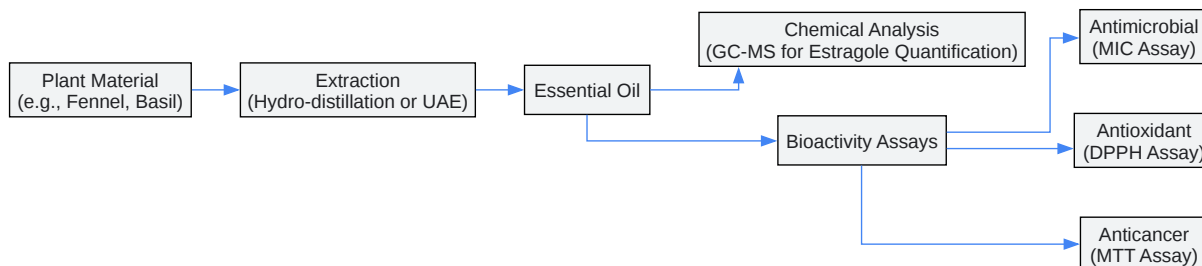 Plant Material
(e.g., Fennel, Basil)
Extraction
(Hydro-distillation or UAE)
Essential Oil
Chemical Analysis
(GC-MS for Estragole Quantification)
Bioactivity Assays
Antimicrobial
(MIC Assay)
Antioxidant
(DPPH Assay)
Anticancer
(MTT Assay)